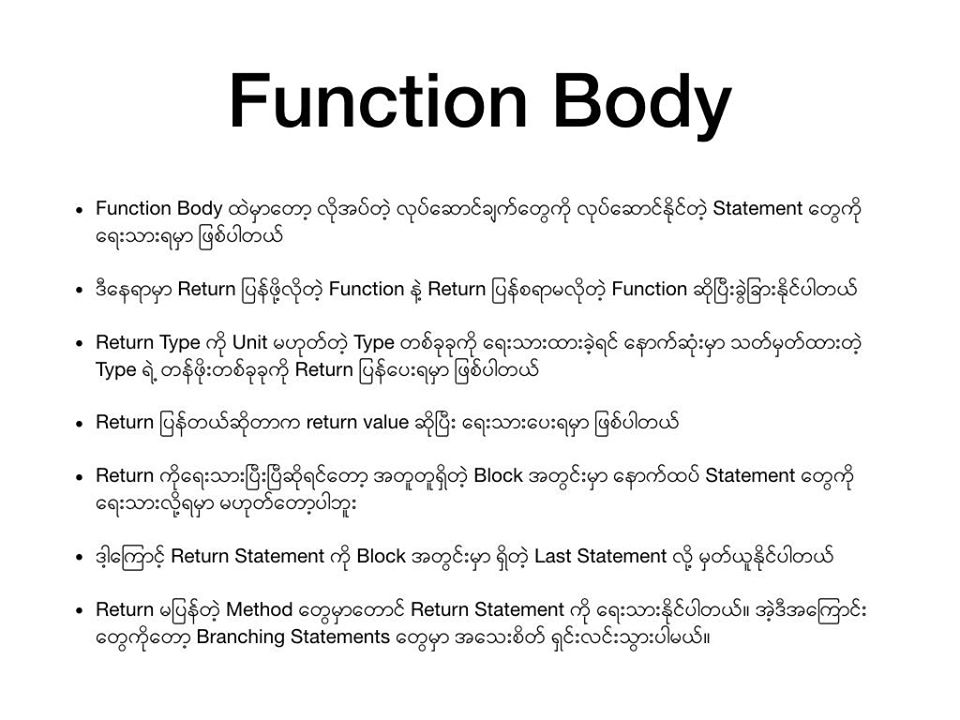 Function Body
• Function Body ထဲမှာတော့ လိုအပ်တဲ့ လုပ်ဆောင်ချက်တွေကို လုပ်ဆောင်နိုင်တဲ့ Statement တွေကို
ရေးသားရမှာ ဖြစ်ပါတယ်
• ဒီနေရာမှာ Return ပြန်ဖို့လိုတဲ့ Function နဲ့ Return ပြန်စရာမလိုတဲ့ Function ဆိုပြီးခွဲခြားနိုင်ပါတယ်
• Return Type ကို Unit မဟုတ်တဲ့ Type တစ်ခုခုကို ရေးသားထားခဲ့ရင် နောက်ဆုံးမှာ သတ်မှတ်ထားတဲ့
Type ရဲ့ တန်ဖိုးတစ်ခုခုကို Return ပြန်ပေးရမှာ ဖြစ်ပါတယ်
• Return ပြန်တယ်ဆိုတာက return value ဆိုပြီး ရေးသားပေးရမှာ ဖြစ်ပါတယ်
• Return ကိုရေးသားပြီးပြီဆိုရင်တော့ အတူတူရှိတဲ့ Block အတွင်းမှာ နောက်ထပ် Statement တွေကို
ရေးသားလို့ရမှာ မဟုတ်တော့ပါဘူး
• ဒ့ါကြောင့် Return Statement ကို Block အတွင်းမှာ ရှိတဲ့ Last Statement လို့ မှတ်ယူနိုင်ပါတယ်
• Return မပြန်တဲ့ Method တွေမှာတောင် Return Statement ကို ရေးသားနိုင်ပါတယ်။ အဲ့ဒီအကြောင်း
တွေကိုတော့ Branching Statements တွေမှာ အသေးစိတ် ရှင်းလင်းသွားပါမယ်။